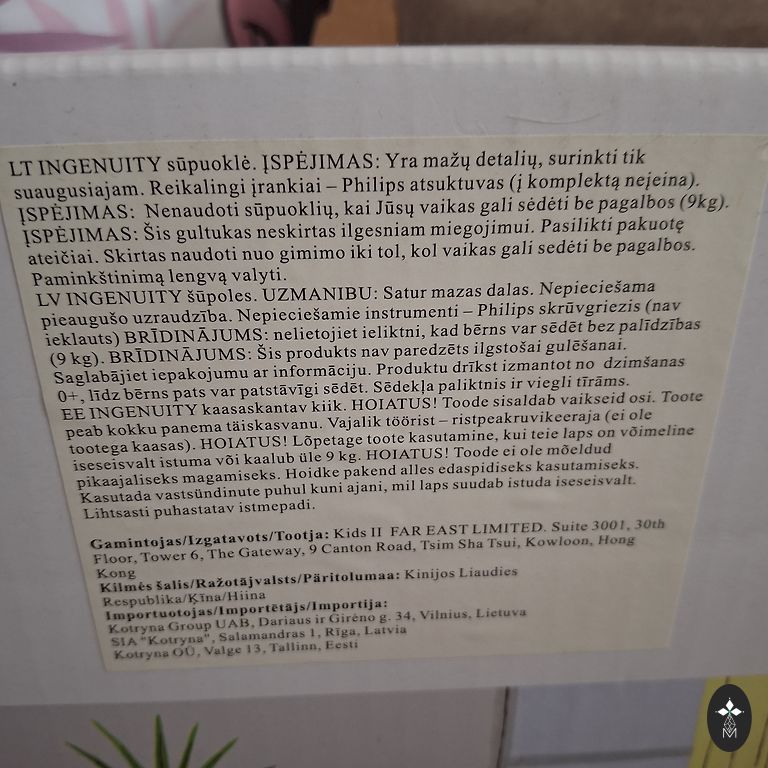 LT INGENUITY sūpuoklė. ĮSPĖJIMAS: Yra mažų detalių, surinkti tik
suaugusiajam. Reikalingi įrankiai – Philips atsuktuvas (į komplektą neįeina).
ĮSPĖJIMAS: Nenaudoti sūpuoklių, kai Jūsų vaikas gali sėdėti be pagalbos (9kg).
ĮSPĖJIMAS: Šis gultukas neskirtas ilgesniam miegojimui. Pasilikti pakuotę
ateičiai. Skirtas naudoti nuo gimimo iki tol, kol vaikas gali sedėti be pagalbos.
Paminkštinimą lengvą valyti.
LV INGENUITY šūpoles. UZMANIBU: Satur mazas dalas. Nepieciešama
pieaugušo uzraudzība. Nepieciešamie instrumenti – Philips skrūvgriezis (nav
ieklauts) BRĪDINĀJUMS: nelietojiet ieliktni, kad bērns var sēdēt bez palīdzības
(9 kg). BRĪDINĀJUMS: Šis produkts nav paredzēts ilgstošai gulēšanai.
Saglabājiet iepakojumu ar informāciju. Produktu drīkst izmantot no dzimšanas
0+, līdz bērns pats var patstāvīgi sēdēt. Sēdekļa paliktnis ir viegli tīrāms.
EE INGENUITY kaasaskantav kiik. HOIATUS! Toode sisaldab vaikseid osi. Toote
peab kokku panema täiskasvanu. Vajalik töörist – ristpeakruvikeeraja (ei ole
tootega kaasas). HOIATUS! Lõpetage toote kasutamine, kui teie laps on võimeline
iseseisvalt istuma või kaalub üle 9 kg. HOIATUS! Toode ei ole mõeldud
pikaajaliseks magamiseks. Hoidke pakend alles edaspidiseks kasutamiseks.
Kasutada vastsündinute puhul kuni ajani, mil laps suudab istuda iseseisvalt.
Lihtsasti puhastatav istmepadi.
Gamintojas/Izgatavots/Tootja: Kids II FAR EAST LIMITED. Suite 3001, 30th
Floor, Tower 6, The Gateway, 9 Canton Road, Tsim Sha Tsui, Kowloon, Hong
Kong
Kilmės šalis/Ražotājvalsts/Päritolumaa: Kinijos Liaudies
Respublika/Ķīna/Hiina
Importuotojas/Importētājs/Importija:
Kotryna Group UAB, Dariaus ir Girėno g. 34, Vilnius, Lietuva
SIA "Kotryna", Salamandras 1, Rīga, Latvia
Kotryna OÜ, Valge 13, Tallinn, Eesti
M